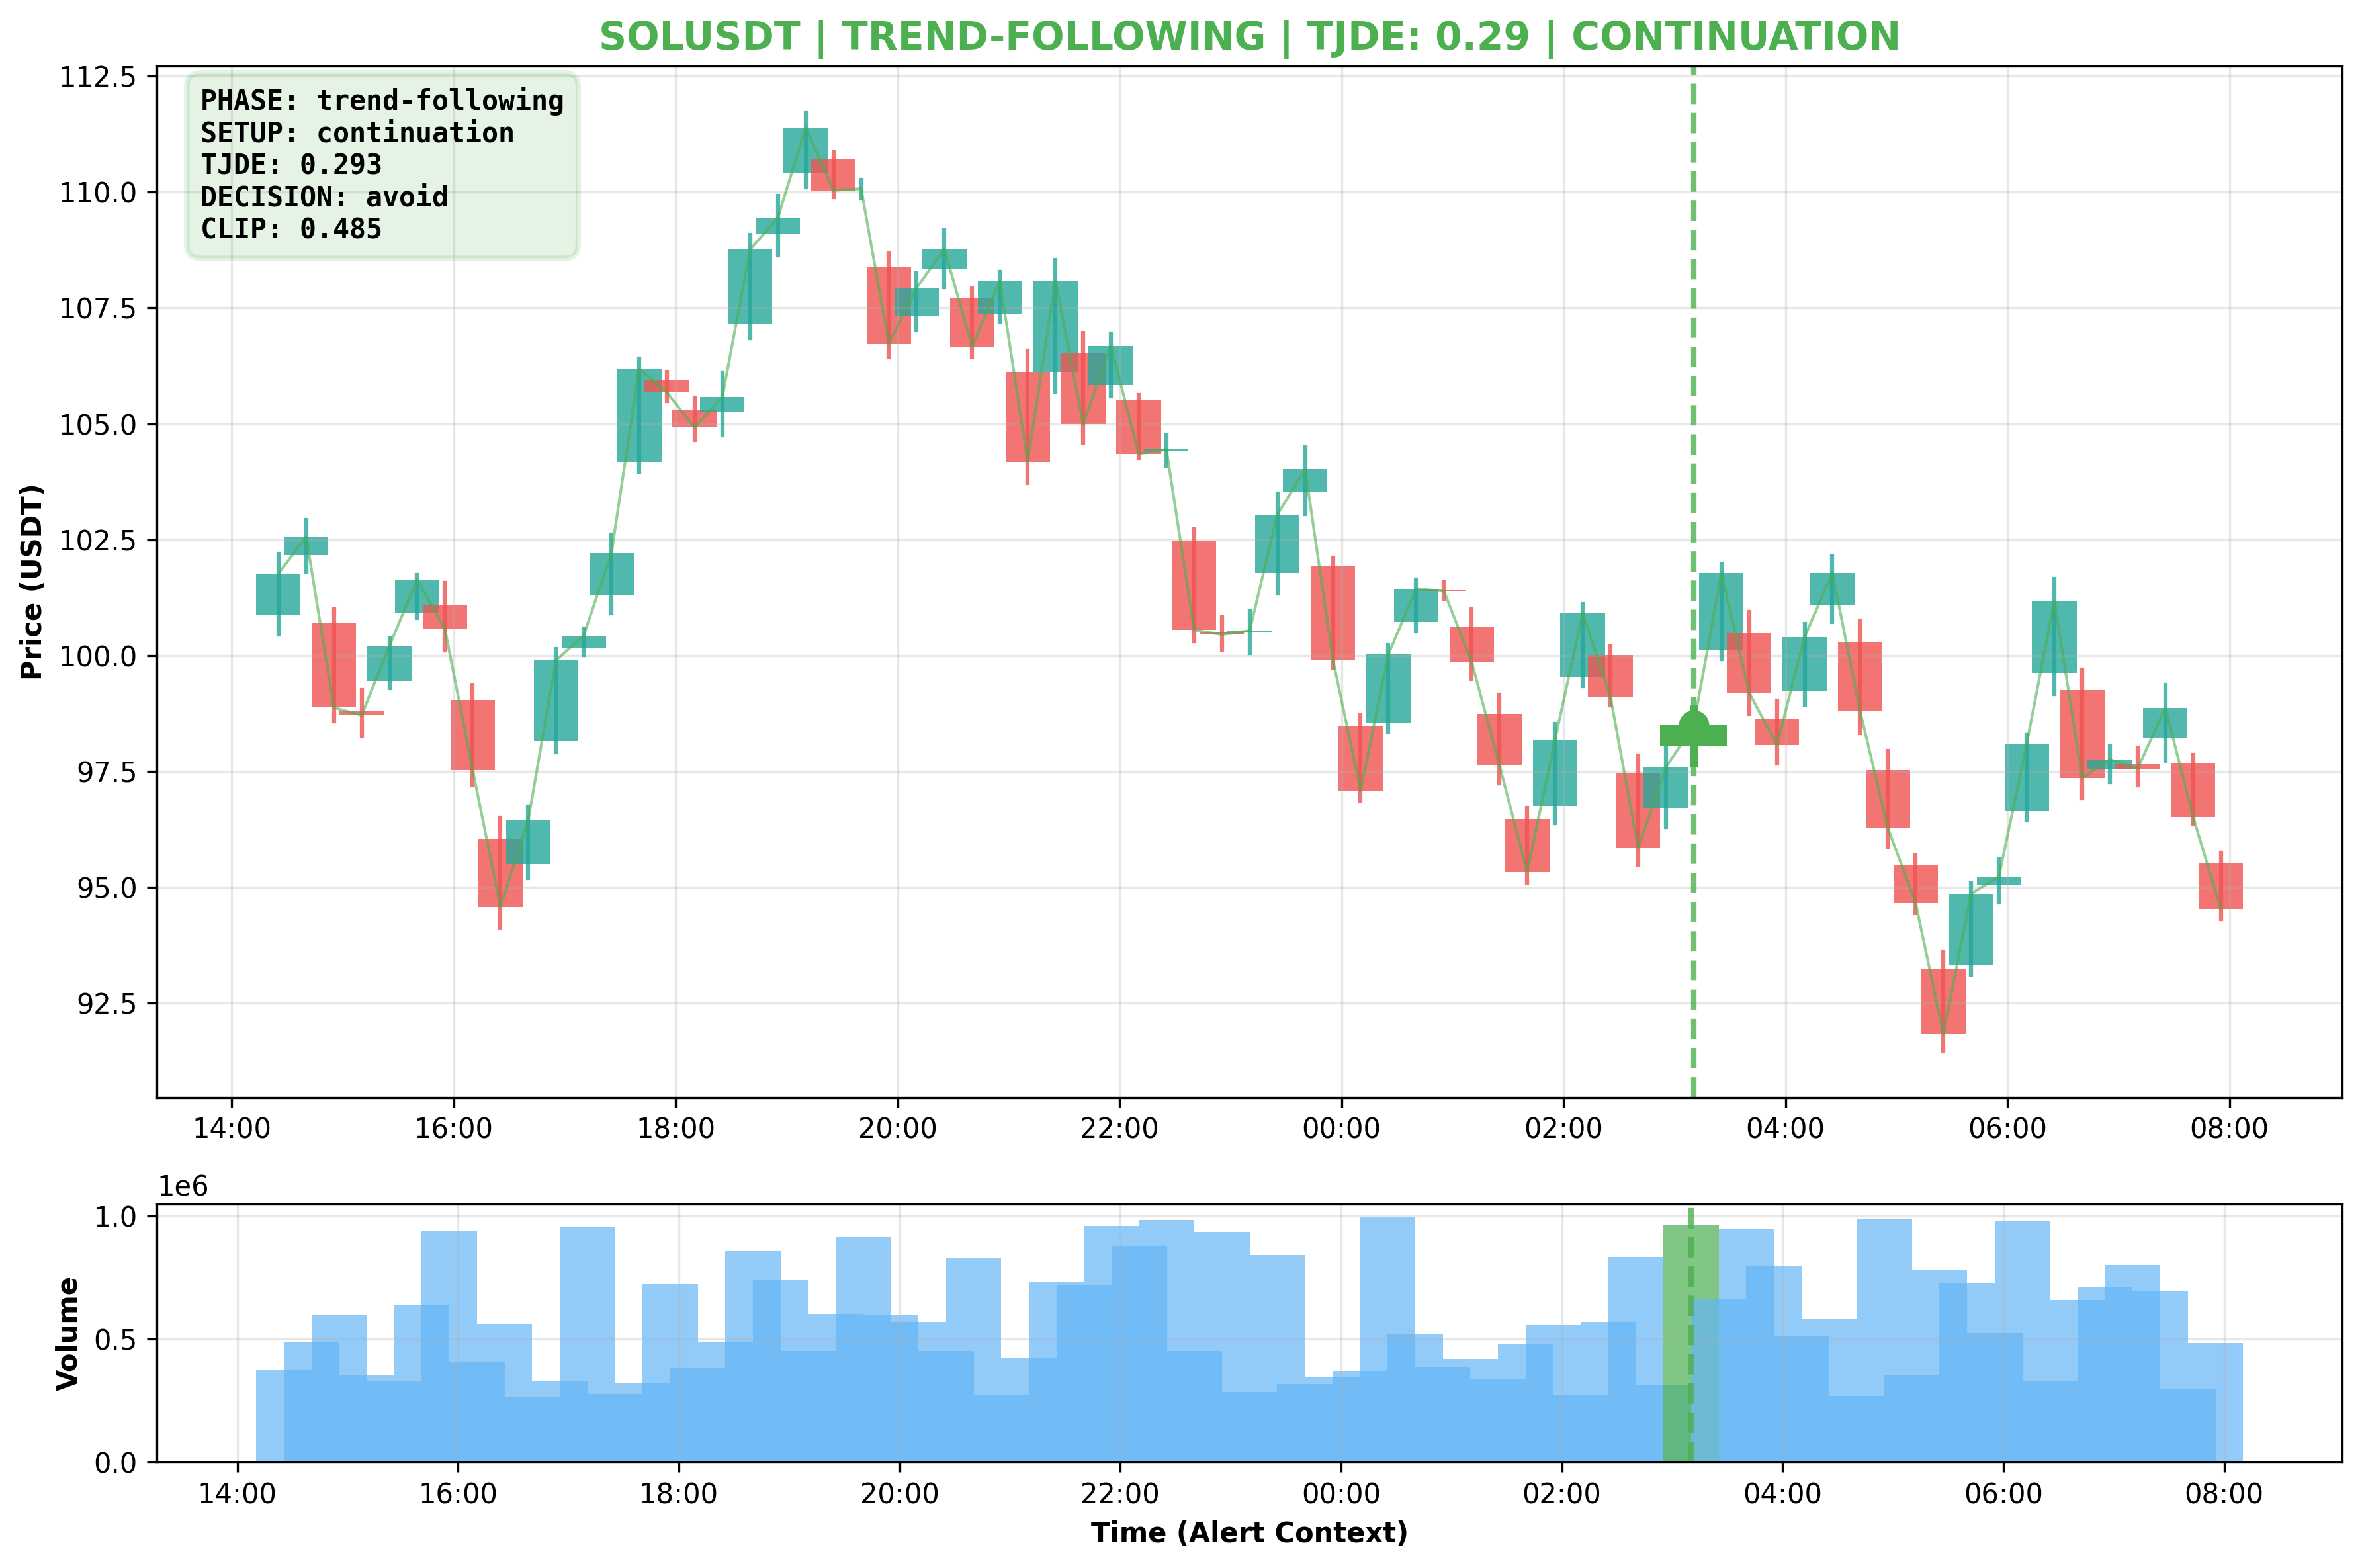 SOLUSDT | TREND-FOLLOWING | TJDE: 0.29 | CONTINUATION
PHASE: trend-following
SETUP: continuation
TJDE: 0.293
DECISION: avoid
CLIP: 0.485
Price (USDT)
112.5
110.0
107.5
105.0
102.5
100.0
97.5
95.0
92.5
14:00 16:00 18:00 20:00 22:00 00:00 02:00 04:00 06:00 08:00
1e6
Volume
1.0
0.5
0.0
14:00 16:00 18:00 20:00 22:00 00:00 02:00 04:00 06:00 08:00
Time (Alert Context)